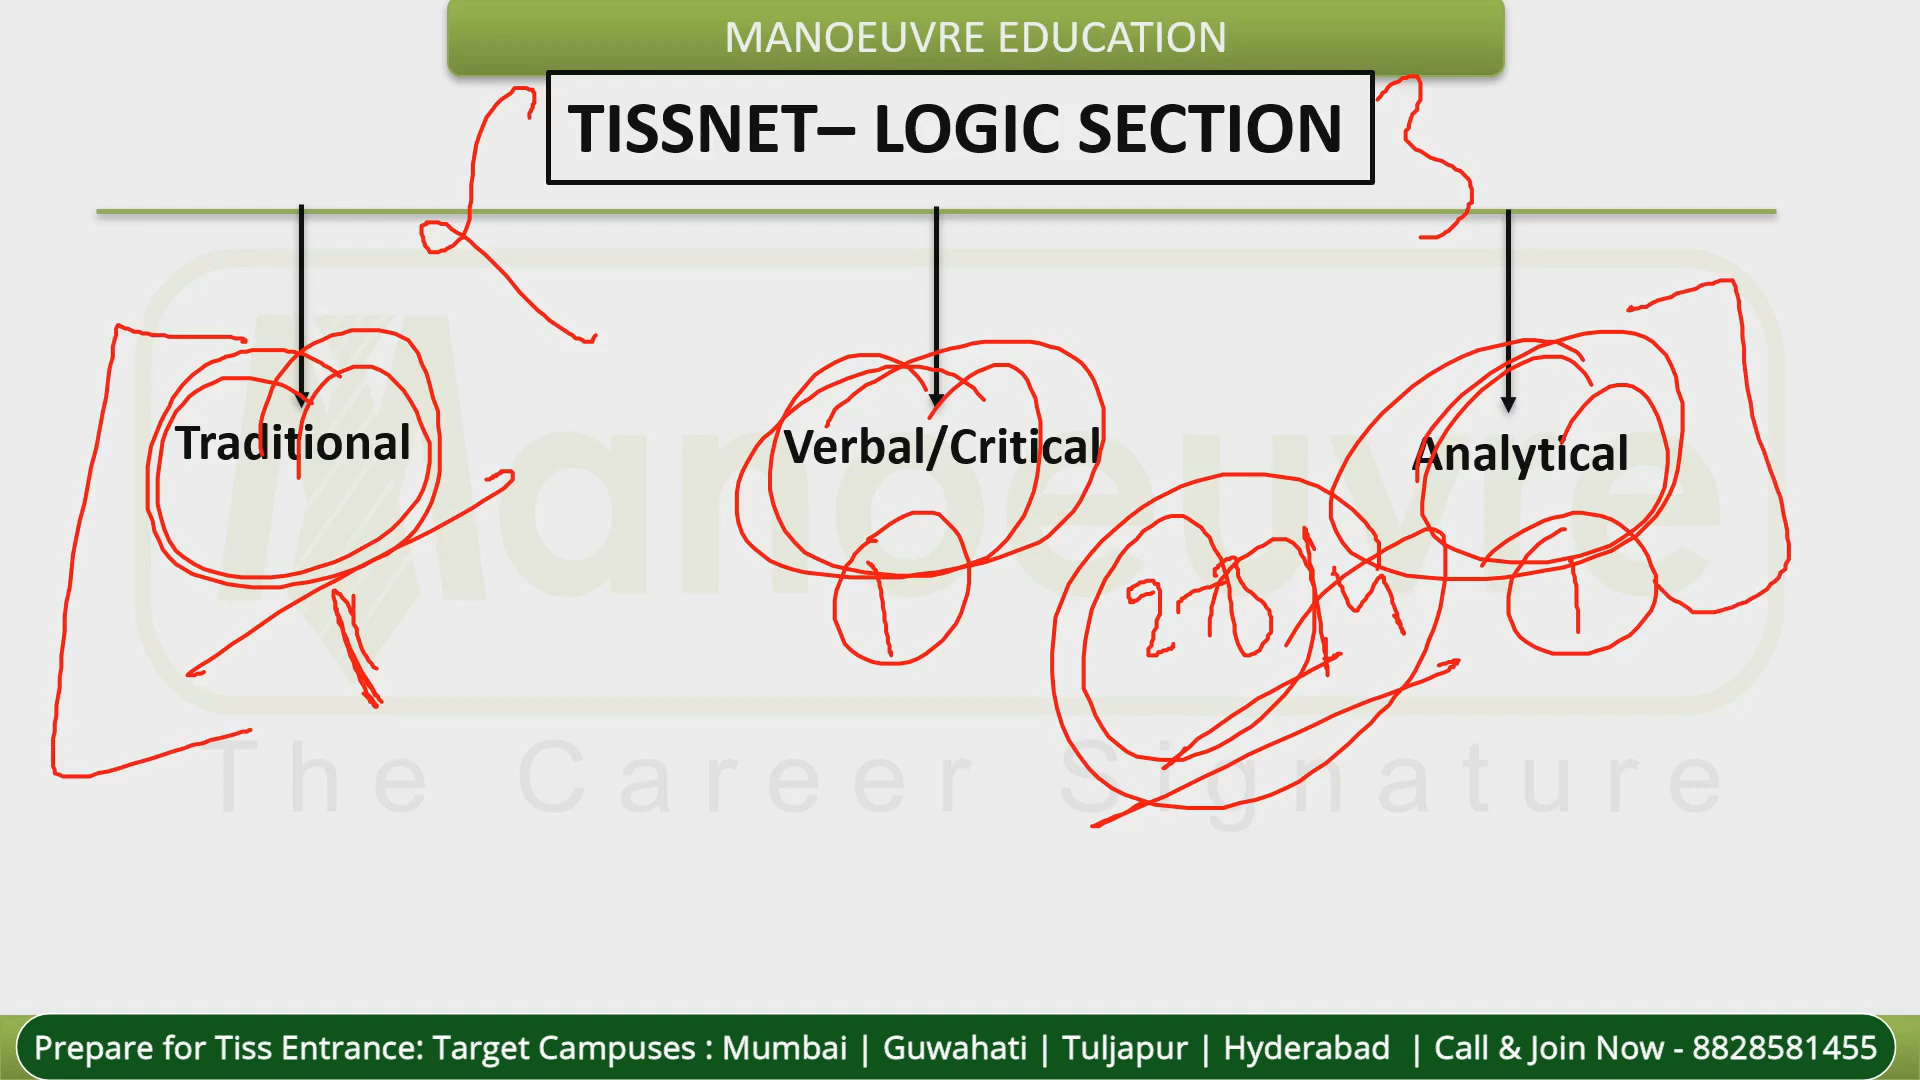 MANOEUVRE EDUCATION
TISSNET– LOGIC SECTION
Traditional
Verbal/Critical
Analytical
Manoeuvre
The Career Signature
Prepare for Tiss Entrance: Target Campuses : Mumbai | Guwahati | Tuljapur | Hyderabad | Call & Join Now - 8828581455